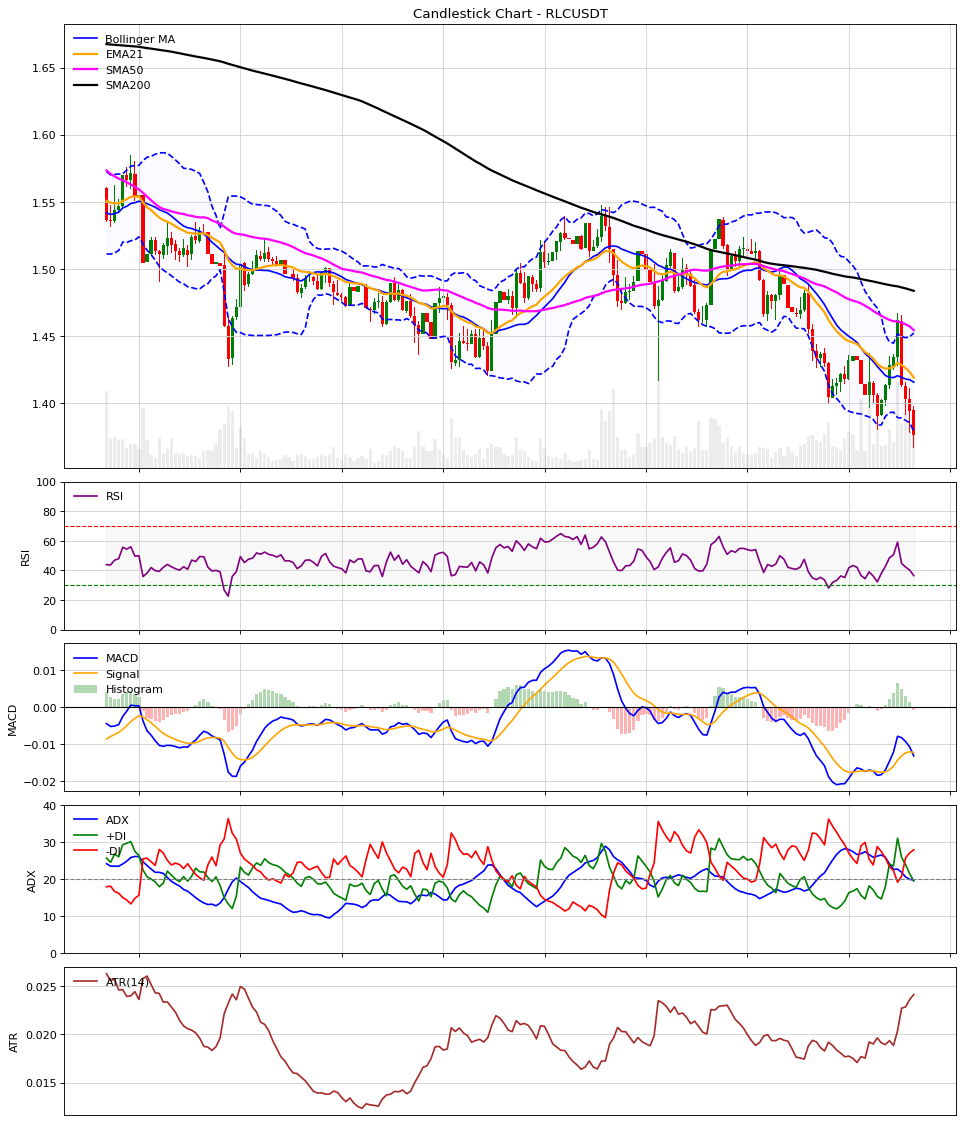 Candlestick Chart - RLCUSDT
Bollinger MA
EMA21
SMA50
SMA200
1.65
1.60
1.55
1.50
1.45
1.40
RSI
RSI
100
80
60
40
20
0
MACD
Signal
Histogram
MACD
0.01
0.00
−0.01
−0.02
ADX
+DI
-DI
ADX
40
30
20
10
0
ATR(14)
ATR
0.025
0.020
0.015